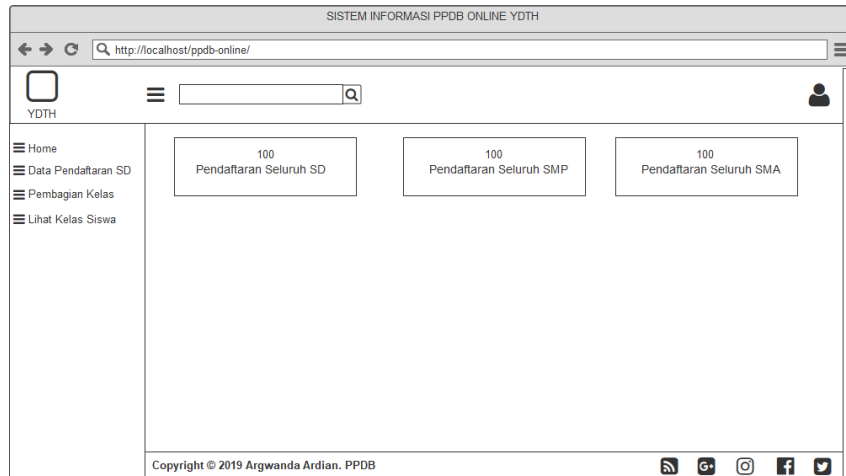 SISTEM INFORMASI PPDB ONLINE YDTH
http://localhost/ppdb-online/
YDTH
Home
Data Pendaftaran SD
Pembagian Kelas
Lihat Kelas Siswa
100
Pendaftaran Seluruh SD
100
Pendaftaran Seluruh SMP
100
Pendaftaran Seluruh SMA
Copyright © 2019 Argwanda Ardian. PPDB